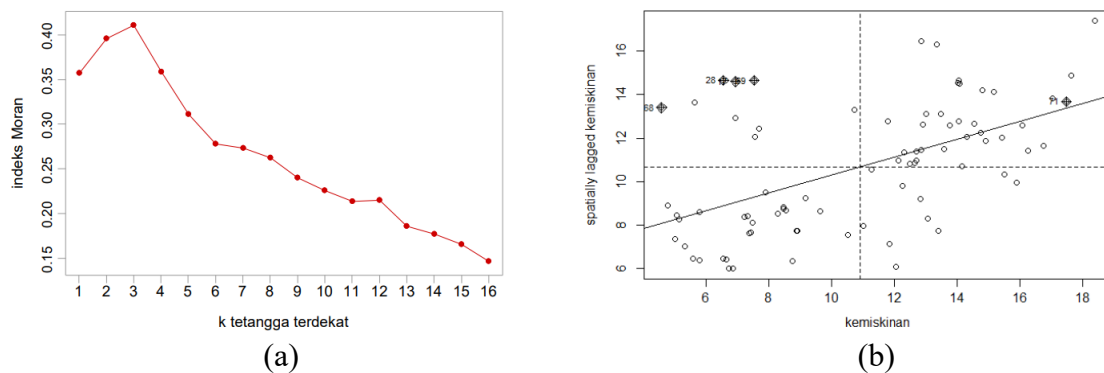 0.40
0.35
0.30
0.25
0.20
0.15
indeks Moran
1 2 3 4 5 6 7 8 9 10 11 12 13 14 15 16
k tetangga terdekat
(a)
16
14
12
10
8
6
spatially lagged kemiskinan
28
68
71
6 8 10 12 14 16 18
kemiskinan
(b)